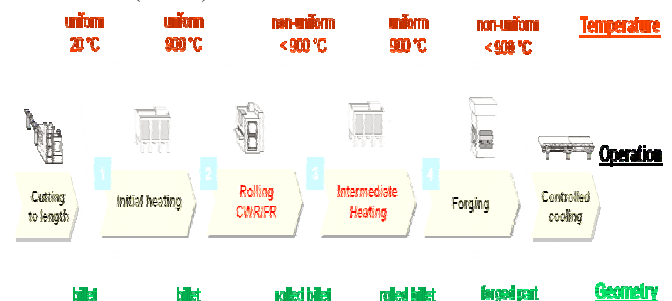 uniform uniform non-uniform uniform non-uniform Temperature
20 °C 900 °C < 900 °C 900 °C < 900 °C
Operation
1 2 3 4
Cutting to length
Initial heating
Rolling CWR/FR
Intermediate Heating
Forging
Controlled cooling
billet billet rolled billet rolled billet forged part Geometry